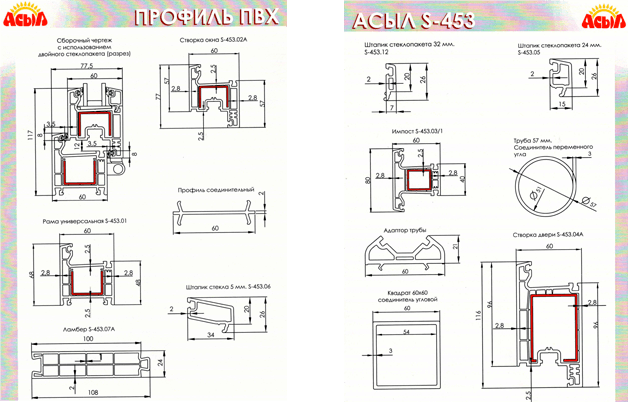 АСЫЛ
ПРОФИЛЬ ПВХ
Сборочный чертеж
с использованием
двойного стеклопакета (разрез)
77,5
60
117
3,5
8
12
3,5
8
60
Створка окна S-453.02А
60
2,8
2,5
2,8
77
57
57
2,5
Профиль соединительный
2
60
Рама универсальная S-453.01
60
2,5
68
2,8
2,8
48
2,5
Штапик стекла 5 мм. S-453.06
2
20
26
34
Ламбер S-453.07А
100
24
2
108
АСЫЛ S-453
АСЫЛ
Штапик стеклопакета 32 мм.
S-453.12
2
20
26
7
Штапик стеклопакета 24 мм.
S-453.05
2
20
26
15
Импост S-453.03/1
60
80
2,8
40
2,5
Труба 57 мм.
Соединитель переменного
угла
3
Ø 51
Ø 57
Адаптор трубы
21
60
Квадрат 60х60
соединитель угловой
60
54
3
Створка двери S-453.04А
60
2,5
116
96
2,8
2,8
96
2,5